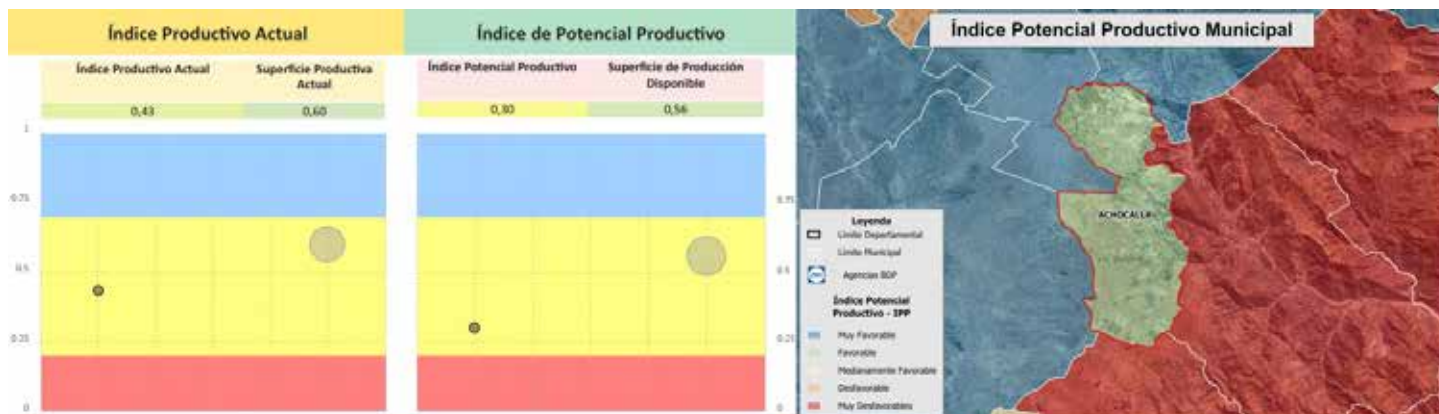 Índice Productivo Actual
Índice Productivo Actual
Superficie Productiva
Actual
0,43
0,60
1
0.75
0.5
0.25
0
Índice de Potencial Productivo
Índice Potencial Productivo
Superficie de Producción
Disponible
0,30
0,56
0.75
0.5
0.25
0
Índice Potencial Productivo Municipal
ACHOCALLA
Leyenda
Límite Departamental
Límite Municipal
Agencias BDP
Índice Potencial
Productivo - IPP
Muy Favorable
Favorable
Medianamente Favorable
Desfavorable
Muy Desfavorable